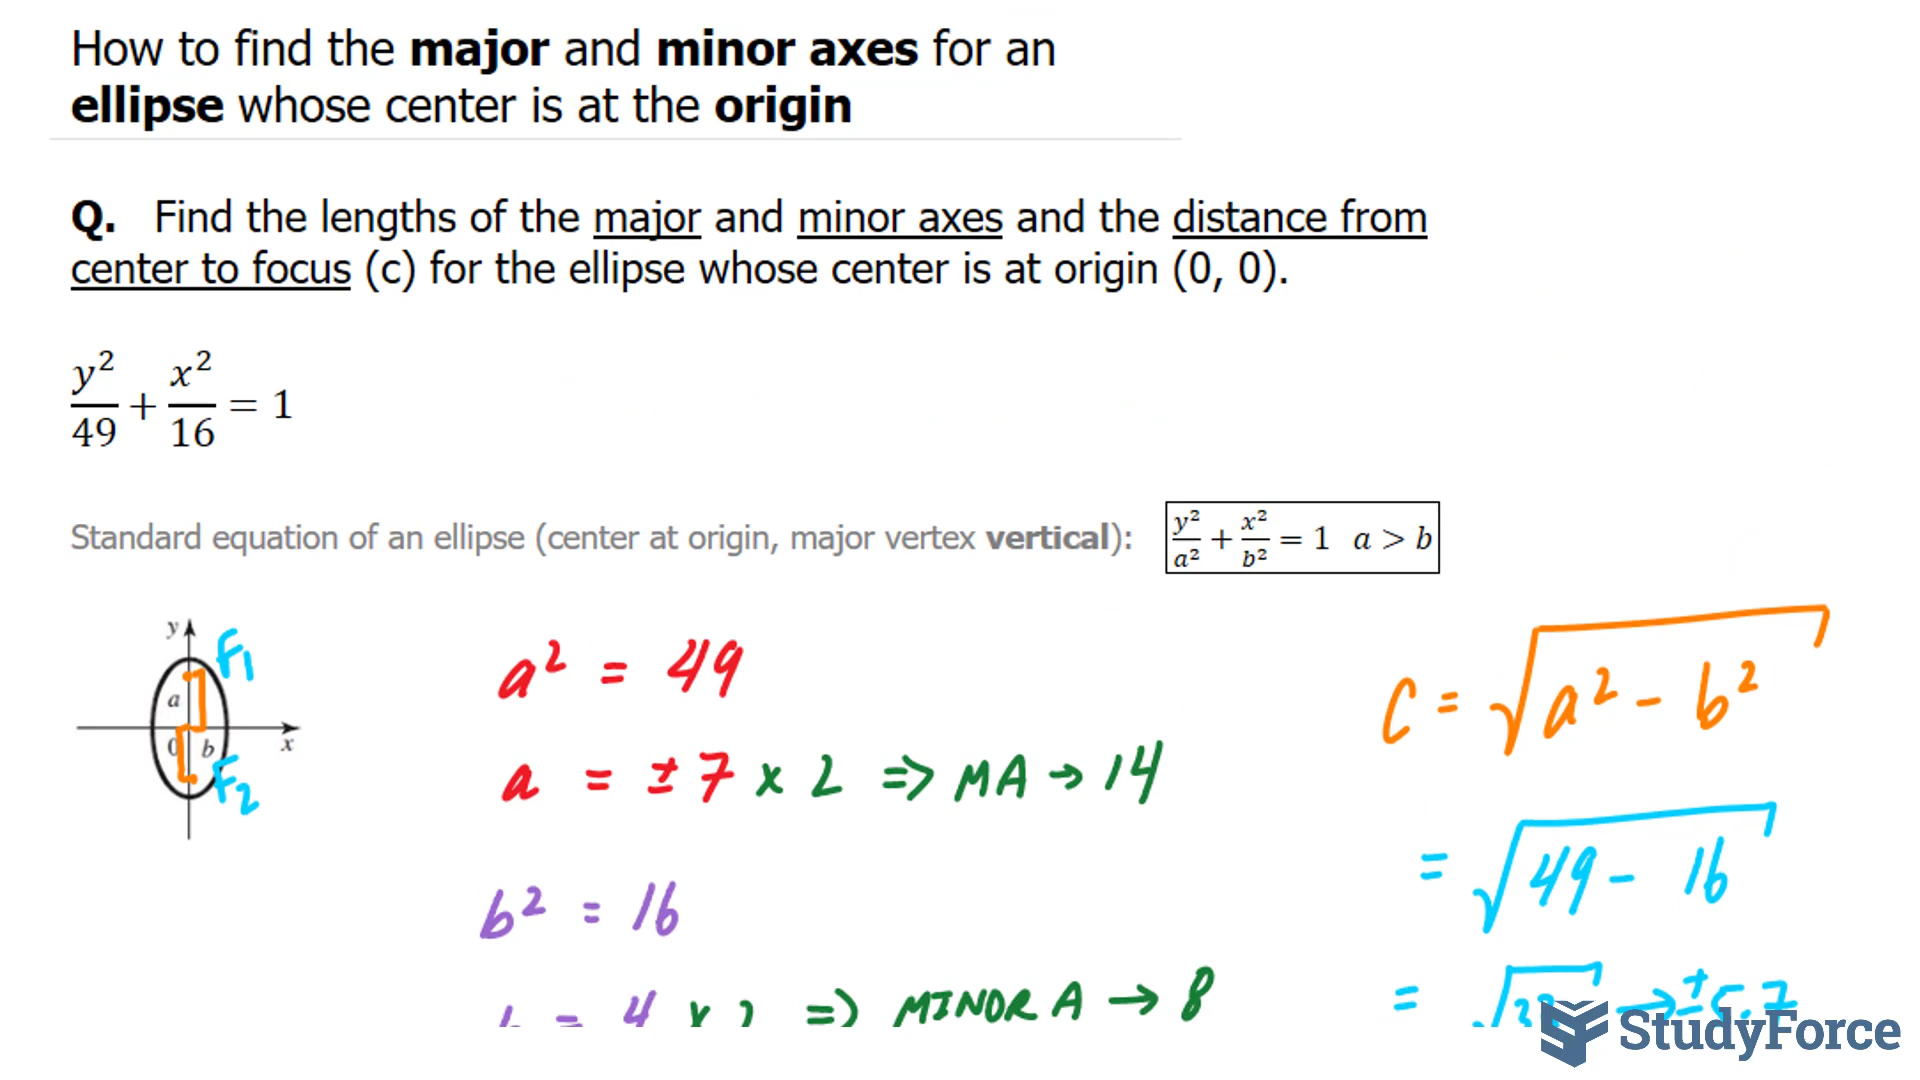 How to find the major and minor axes for an
ellipse whose center is at the origin
Q. Find the lengths of the major and minor axes and the distance from
center to focus (c) for the ellipse whose center is at origin (0, 0).
y²/49 + x²/16 = 1
Standard equation of an ellipse (center at origin, major vertex vertical): y²/a² + x²/b² = 1 a > b
y
F1
a
0 b
x
F2
a² = 49
a = ±7 x 2 => MA → 14
b² = 16
= 4 x 2 => MINOR A → 8
C = √a² - b²
= √49 - 16
= → ± 5.7
StudyForce